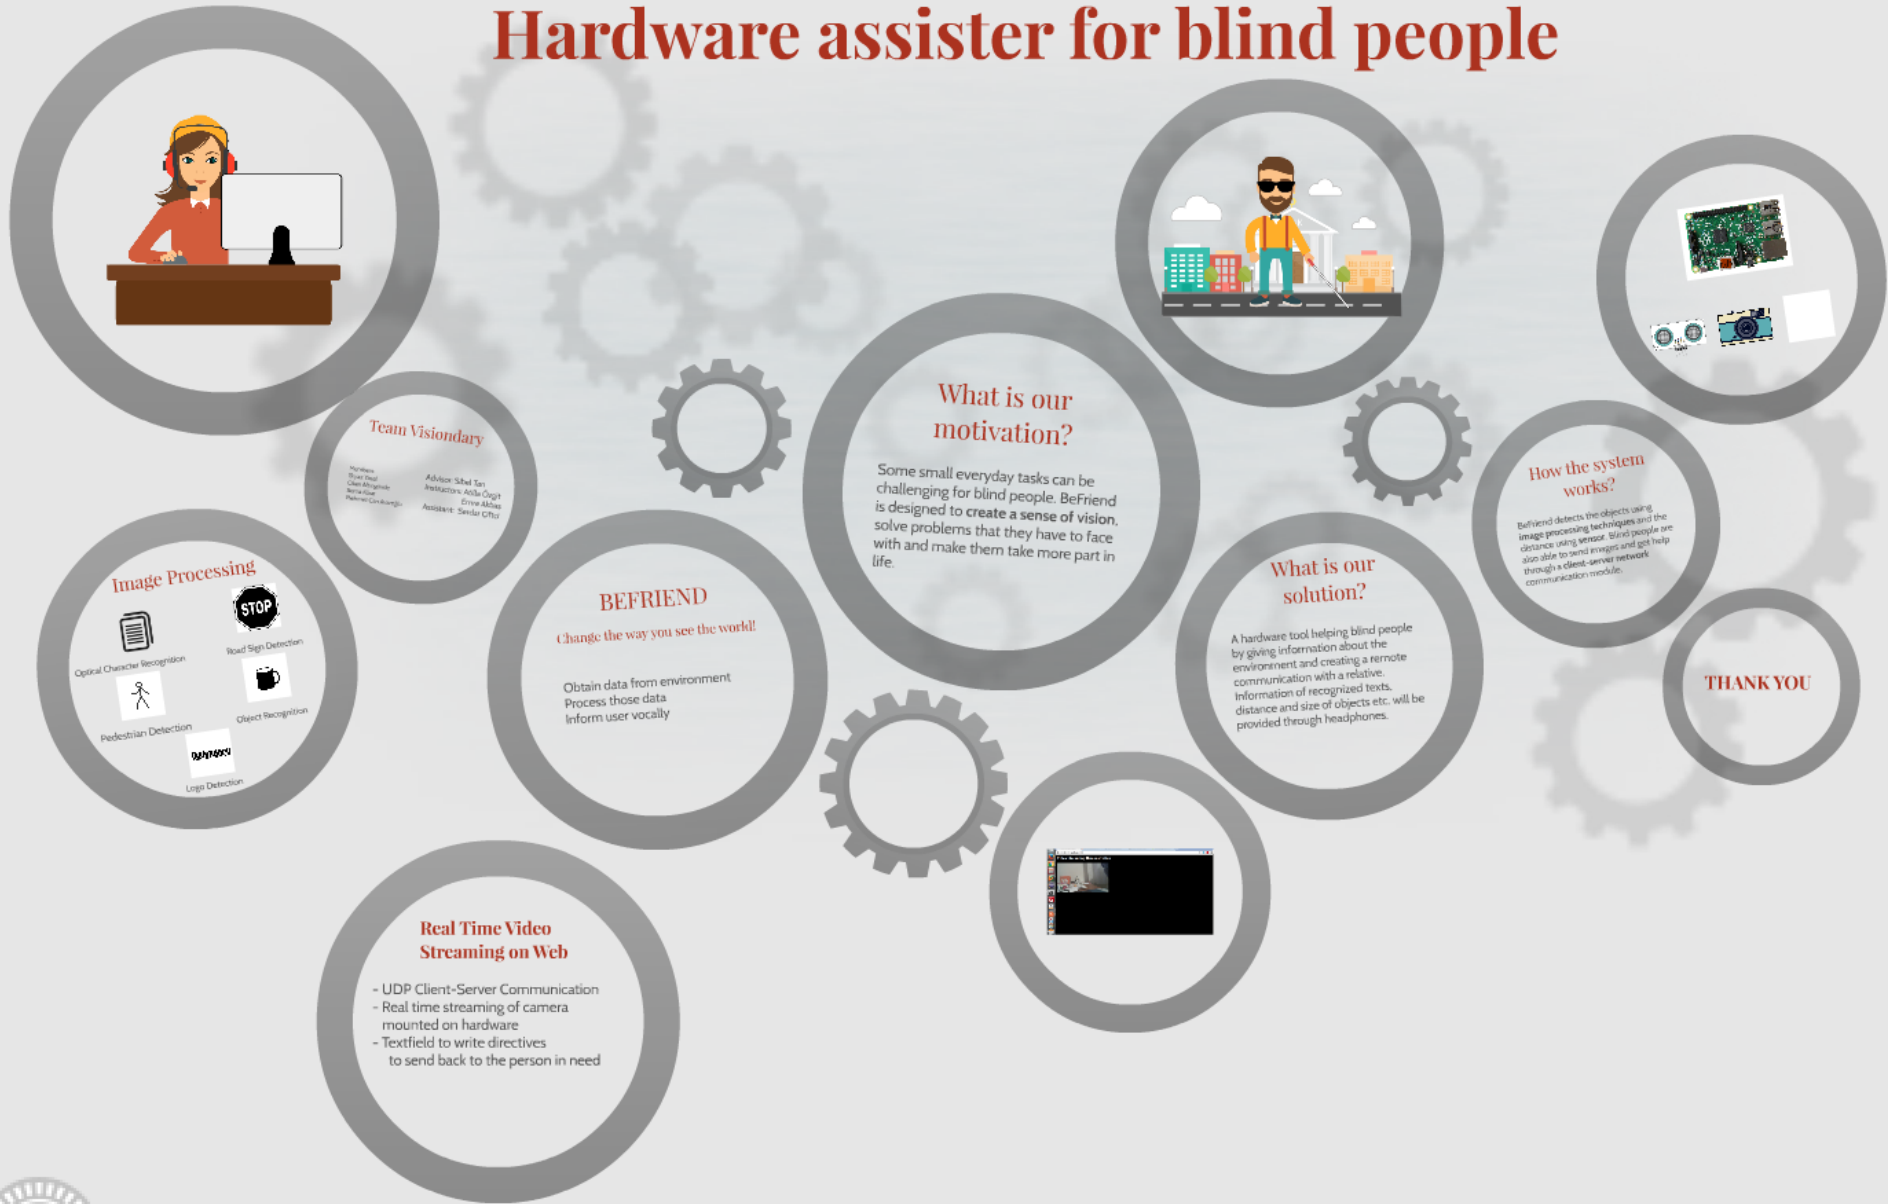 Hardware assister for blind people
Team Visiondary
Advisor: Sibel Tari
Instructors: Atilla Özgit
Emre Akbas
Assistant: Serdar Çiftçi
Image Processing
Optical Character Recognition
STOP
Road Sign Detection
Pedestrian Detection
Object Recognition
Logo Detection
BEFRIEND
Change the way you see the world!
Obtain data from environment
Process those data
Inform user vocally
What is our
motivation?
Some small everyday tasks can be
challenging for blind people. BeFriend
is designed to create a sense of vision,
solve problems that they have to face
with and make them take more part in
life.
What is our
solution?
A hardware tool helping blind people
by giving information about the
environment and creating a remote
communication with a relative.
Information of recognized texts,
distance and size of objects etc. will be
provided through headphones.
How the system
works?
BeFriend detects the objects using
image processing techniques and the
distance using sensor. Blind people are
also able to send images and get help
through a client-server network
communication module.
THANK YOU
Real Time Video
Streaming on Web
- UDP Client-Server Communication
- Real time streaming of camera
mounted on hardware
- Textfield to write directives
to send back to the person in need